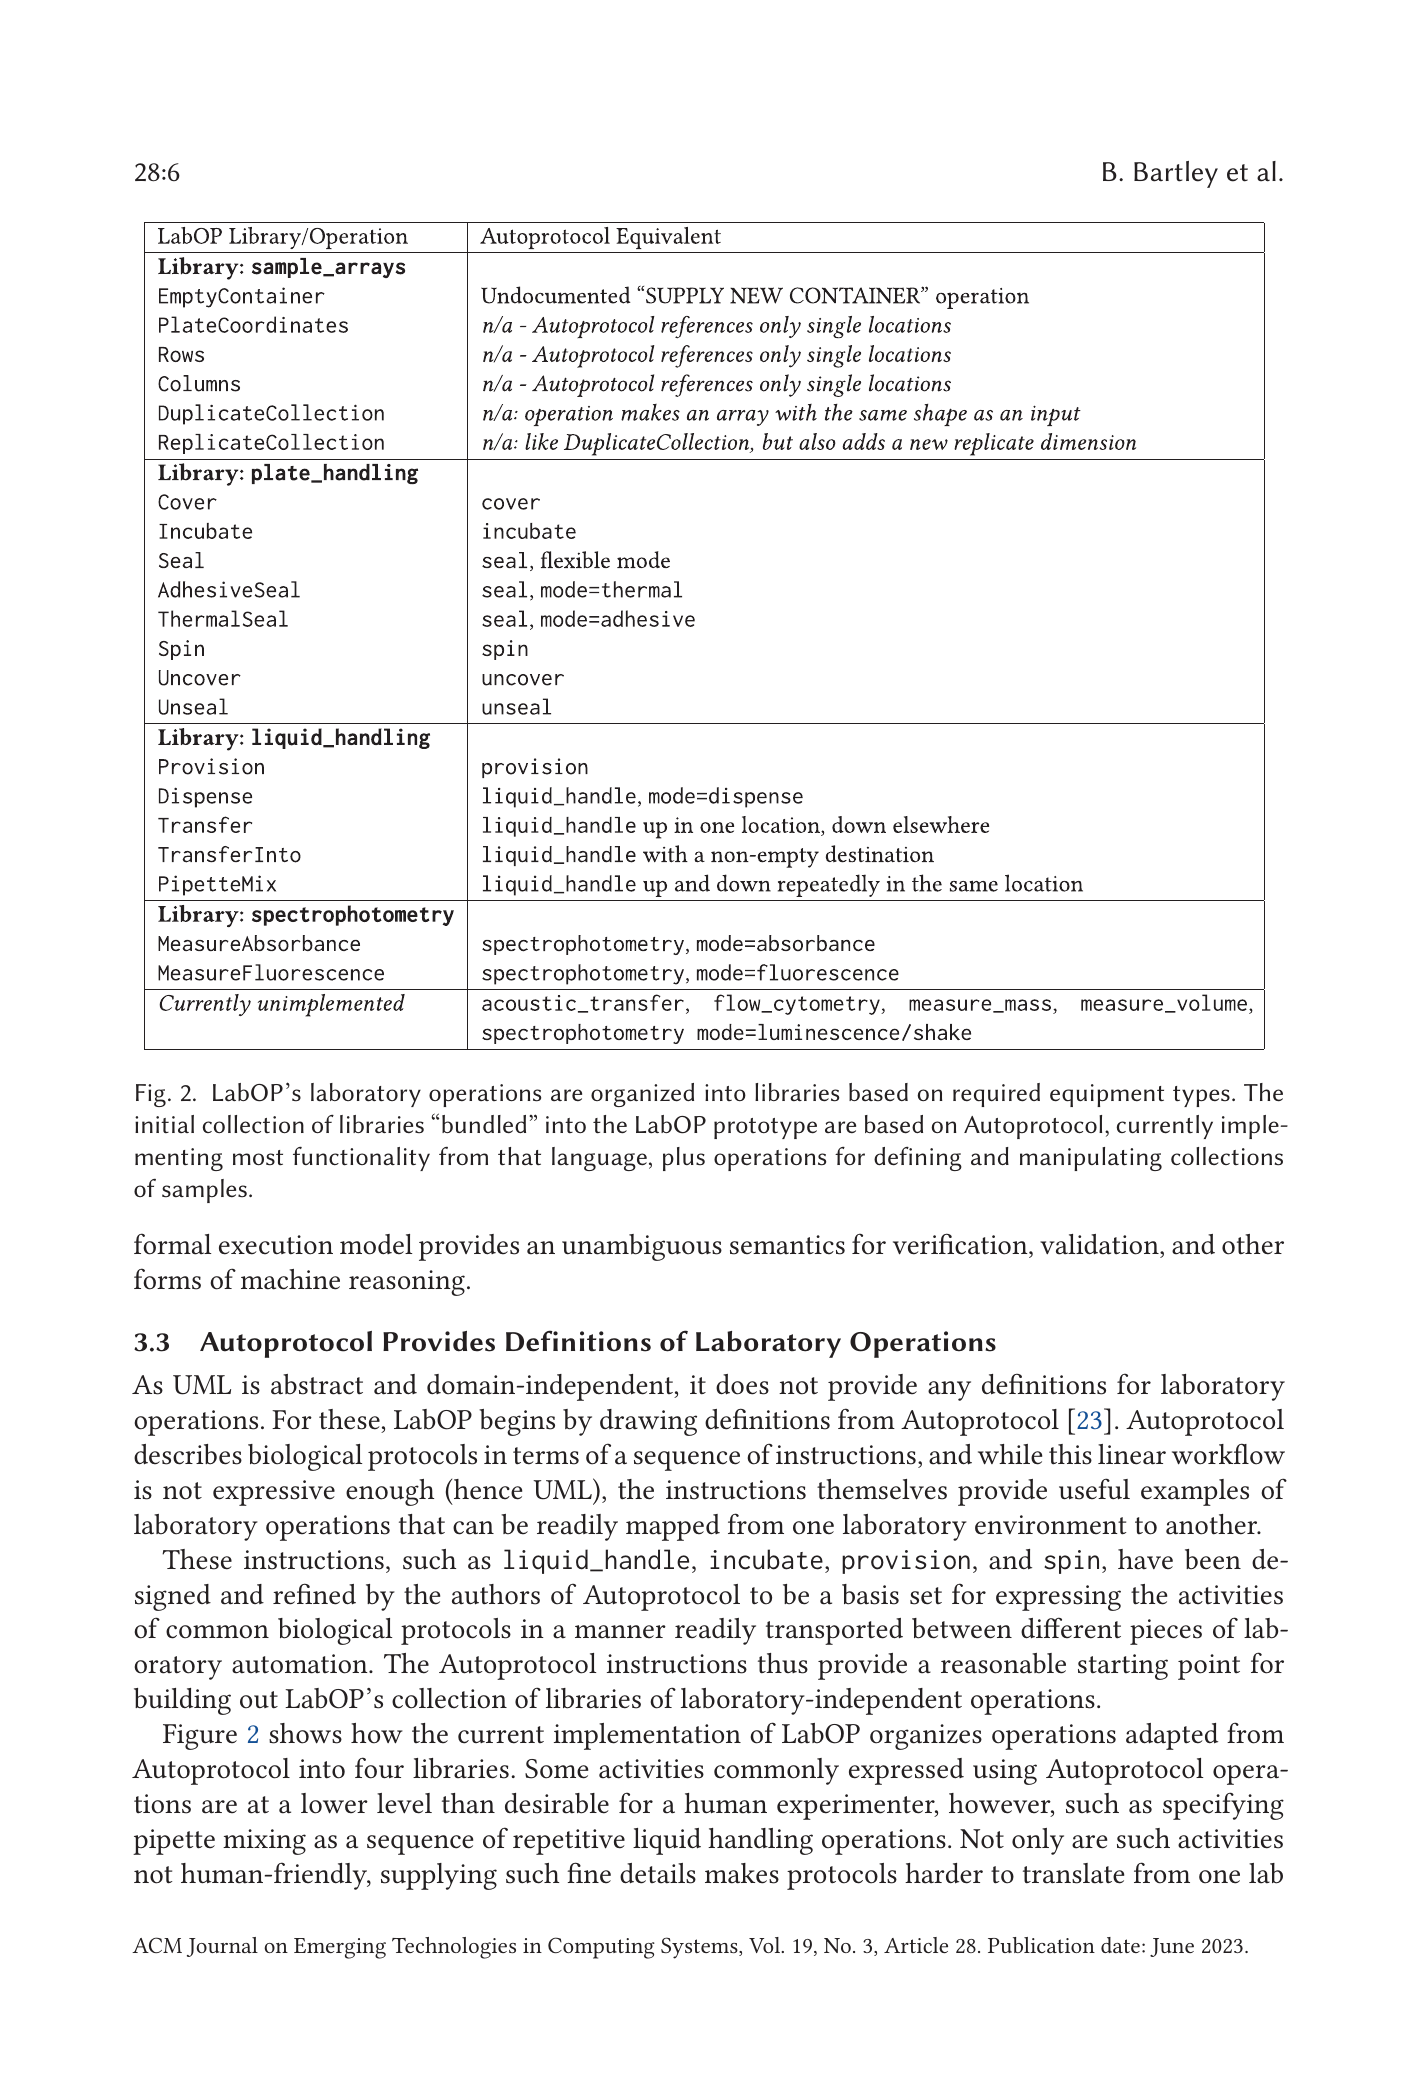 28:6 B. Bartley et al.
LabOP Library/Operation Autoprotocol Equivalent
Library: sample_arrays
EmptyContainer Undocumented “SUPPLY NEW CONTAINER” operation
PlateCoordinates n/a - Autoprotocol references only single locations
Rows n/a - Autoprotocol references only single locations
Columns n/a - Autoprotocol references only single locations
DuplicateCollection n/a: operation makes an array with the same shape as an input
ReplicateCollection n/a: like DuplicateCollection, but also adds a new replicate dimension
Library: plate_handling
Cover cover
Incubate incubate
Seal seal, flexible mode
AdhesiveSeal seal, mode=thermal
ThermalSeal seal, mode=adhesive
Spin spin
Uncover uncover
Unseal unseal
Library: liquid_handling
Provision provision
Dispense liquid_handle, mode=dispense
Transfer liquid_handle up in one location, down elsewhere
TransferInto liquid_handle with a non-empty destination
PipetteMix liquid_handle up and down repeatedly in the same location
Library: spectrophotometry
MeasureAbsorbance spectrophotometry, mode=absorbance
MeasureFluorescence spectrophotometry, mode=fluorescence
Currently unimplemented acoustic_transfer, flow_cytometry, measure_mass, measure_volume,
spectrophotometry mode=luminescence/shake
Fig. 2. LabOP’s laboratory operations are organized into libraries based on required equipment types. The
initial collection of libraries “bundled” into the LabOP prototype are based on Autoprotocol, currently imple-
menting most functionality from that language, plus operations for defining and manipulating collections
of samples.
formal execution model provides an unambiguous semantics for verification, validation, and other
forms of machine reasoning.
3.3 Autoprotocol Provides Definitions of Laboratory Operations
As UML is abstract and domain-independent, it does not provide any definitions for laboratory
operations. For these, LabOP begins by drawing definitions from Autoprotocol [23]. Autoprotocol
describes biological protocols in terms of a sequence of instructions, and while this linear workflow
is not expressive enough (hence UML), the instructions themselves provide useful examples of
laboratory operations that can be readily mapped from one laboratory environment to another.
These instructions, such as liquid_handle, incubate, provision, and spin, have been de-
signed and refined by the authors of Autoprotocol to be a basis set for expressing the activities
of common biological protocols in a manner readily transported between different pieces of lab-
oratory automation. The Autoprotocol instructions thus provide a reasonable starting point for
building out LabOP’s collection of libraries of laboratory-independent operations.
Figure 2 shows how the current implementation of LabOP organizes operations adapted from
Autoprotocol into four libraries. Some activities commonly expressed using Autoprotocol opera-
tions are at a lower level than desirable for a human experimenter, however, such as specifying
pipette mixing as a sequence of repetitive liquid handling operations. Not only are such activities
not human-friendly, supplying such fine details makes protocols harder to translate from one lab
ACM Journal on Emerging Technologies in Computing Systems, Vol. 19, No. 3, Article 28. Publication date: June 2023.